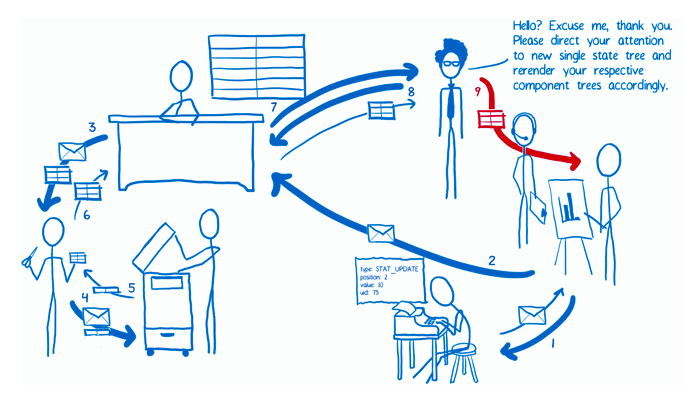 Hello? Excuse me, thank you.
Please direct your attention
to new single state tree and
rerender your respective
component trees accordingly.
7
8
9
3
6
2
5
4
type: STAT_UPDATE
position: 2
value: 10
uid: 75
1